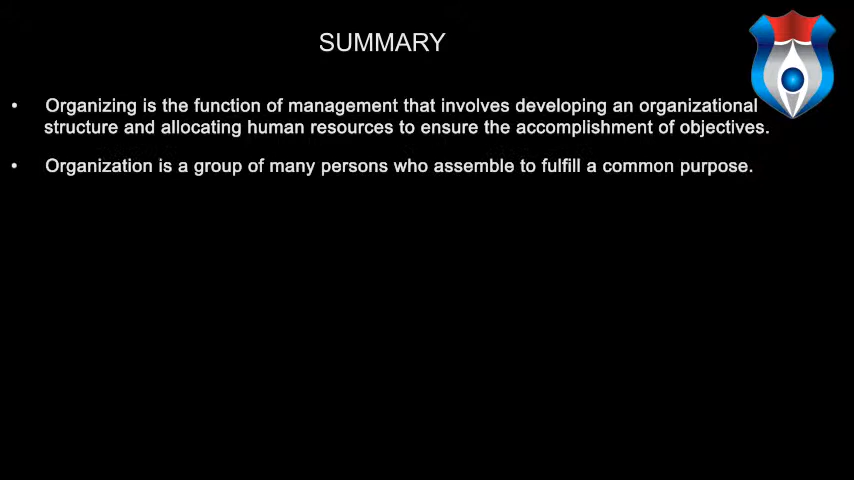 SUMMARY
• Organizing is the function of management that involves developing an organizational
structure and allocating human resources to ensure the accomplishment of objectives.
• Organization is a group of many persons who assemble to fulfill a common purpose.